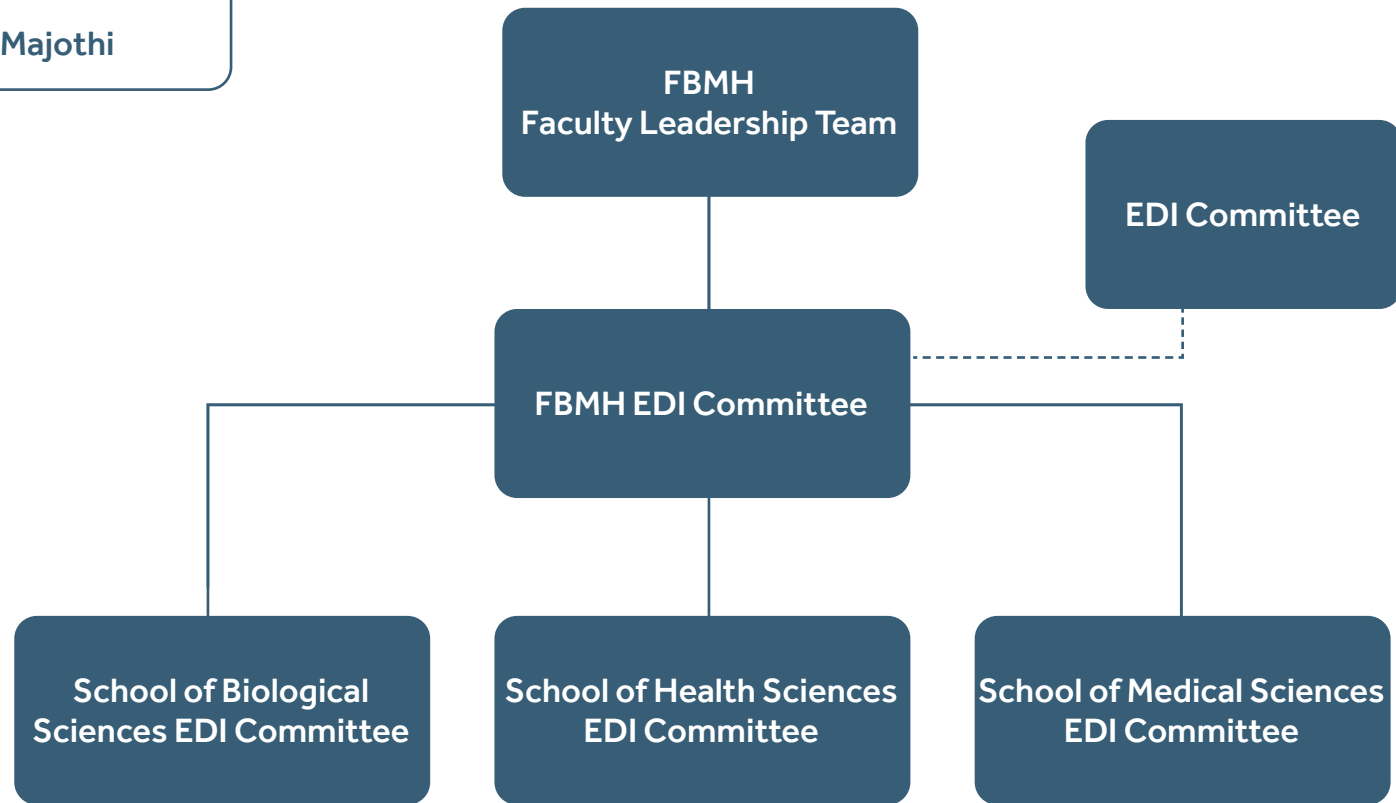 Majothi
FBMH
Faculty Leadership Team
EDI Committee
FBMH EDI Committee
School of Biological
Sciences EDI Committee
School of Health Sciences
EDI Committee
School of Medical Sciences
EDI Committee